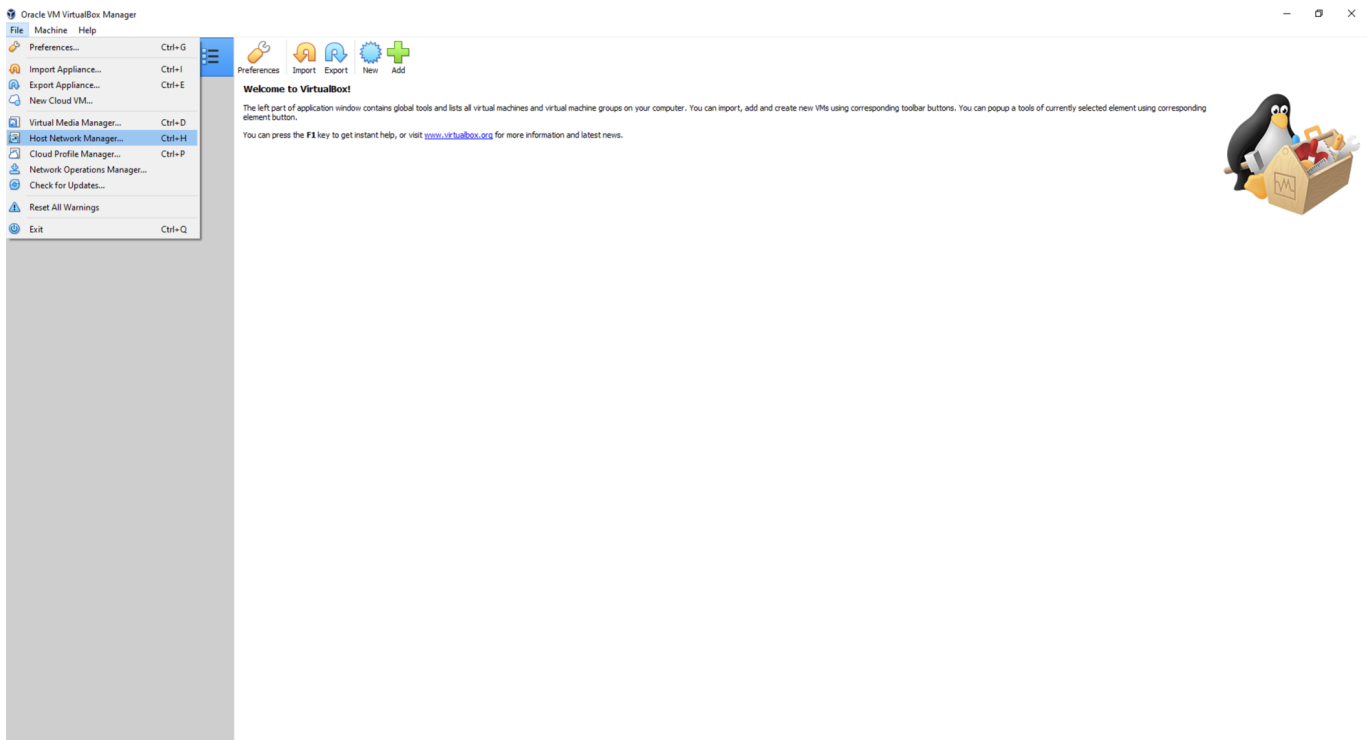 Oracle VM VirtualBox Manager
File Machine Help
Preferences... Ctrl+G
Import Appliance... Ctrl+I
Export Appliance... Ctrl+E
New Cloud VM...
Virtual Media Manager... Ctrl+D
Host Network Manager... Ctrl+H
Cloud Profile Manager... Ctrl+P
Network Operations Manager...
Check for Updates...
Reset All Warnings
Exit Ctrl+Q
Preferences Import Export New Add
Welcome to VirtualBox!
The left part of application window contains global tools and lists all virtual machines and virtual machine groups on your computer. You can import, add and create new VMs using corresponding toolbar buttons. You can popup a tools of currently selected element using corresponding
element button.
You can press the F1 key to get instant help, or visit www.virtualbox.org for more information and latest news.